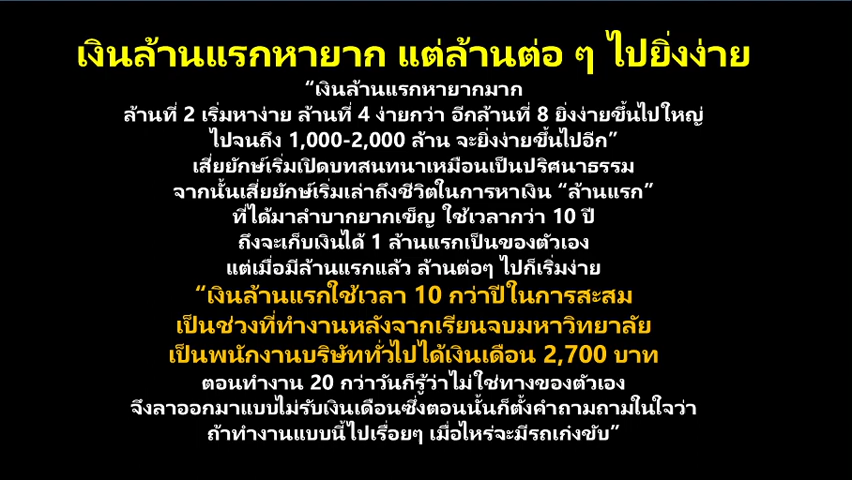 เงินล้านแรกหายาก แต่ล้านต่อ ๆ ไปยิ่งง่าย
“เงินล้านแรกหายากมาก
ล้านที่ 2 เริ่มหาง่าย ล้านที่ 4 ง่ายกว่า อีกล้านที่ 8 ยิ่งง่ายขึ้นไปใหญ่
ไปจนถึง 1,000-2,000 ล้าน จะยิ่งง่ายขึ้นไปอีก”
เสี่ยยักษ์เริ่มเปิดบทสนทนาเหมือนเป็นปริศนาธรรม
จากนั้นเสี่ยยักษ์เริ่มเล่าถึงชีวิตในการหาเงิน “ล้านแรก”
ที่ได้มาลำบากยากเข็ญ ใช้เวลากว่า 10 ปี
ถึงจะเก็บเงินได้ 1 ล้านแรกเป็นของตัวเอง
แต่เมื่อมีล้านแรกแล้ว ล้านต่อๆ ไปก็เริ่มง่าย
“เงินล้านแรกใช้เวลา 10 กว่าปีในการสะสม
เป็นช่วงที่ทำงานหลังจากเรียนจบมหาวิทยาลัย
เป็นพนักงานบริษัททั่วไปได้เงินเดือน 2,700 บาท
ตอนทำงาน 20 กว่าวันก็รู้ว่าไม่ใช่ทางของตัวเอง
จึงลาออกมาแบบไม่รับเงินเดือนซึ่งตอนนั้นก็ตั้งคำถามถามในใจว่า
ถ้าทำงานแบบนี้ไปเรื่อยๆ เมื่อไหร่จะมีรถเก่งขับ”